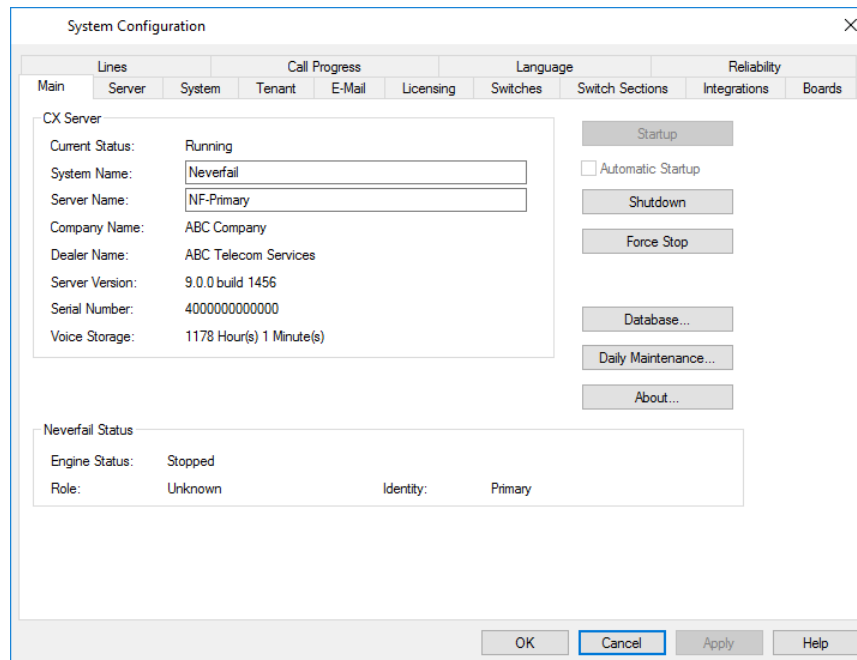 System Configuration
Lines Call Progress Language Reliability
Main Server System Tenant E-Mail Licensing Switches Switch Sections Integrations Boards
CX Server
Startup
Current Status: Running
System Name: Neverfail
Automatic Startup
Server Name: NF-Primary
Shutdown
Company Name: ABC Company
Force Stop
Dealer Name: ABC Telecom Services
Server Version: 9.0.0 build 1456
Serial Number: 4000000000000
Database...
Voice Storage: 1178 Hour(s) 1 Minute(s)
Daily Maintenance...
About...
Neverfail Status
Engine Status: Stopped
Role: Unknown Identity: Primary
OK Cancel Apply Help